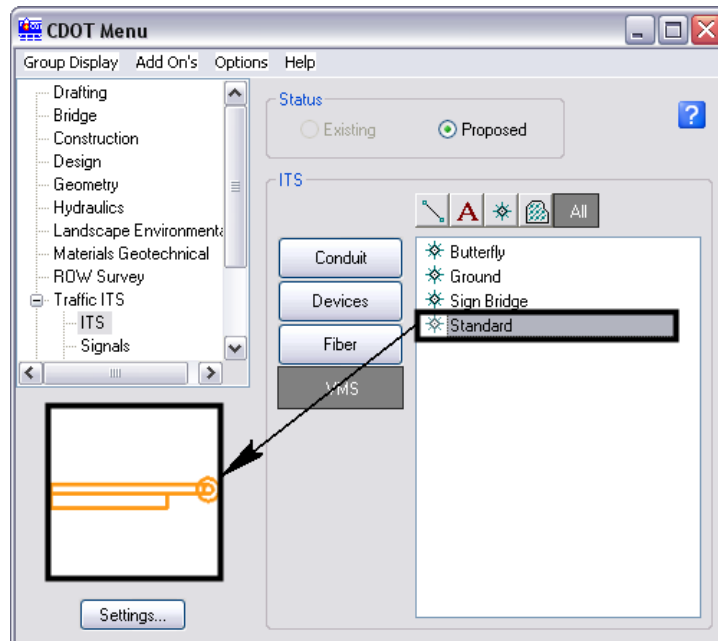 CDOT Menu
Group Display Add On's Options Help
Drafting
Bridge
Construction
Design
Geometry
Hydraulics
Landscape Environmenta
Materials Geotechnical
ROW Survey
Traffic ITS
ITS
Signals
Status
Existing
Proposed
?
ITS
A
All
Conduit
Devices
Fiber
VMS
Butterfly
Ground
Sign Bridge
Standard
Settings...